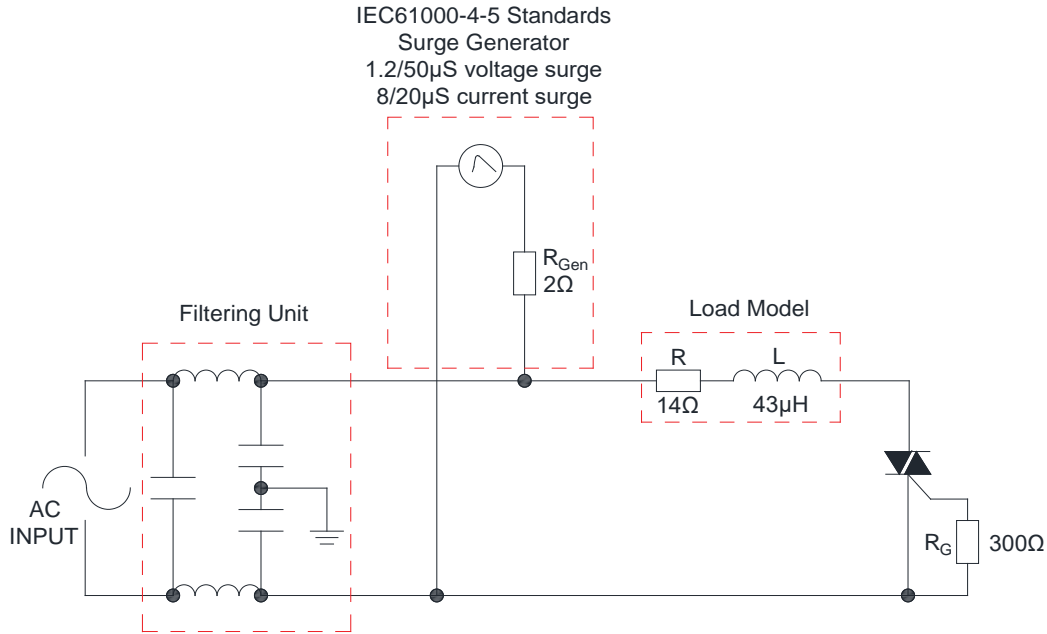 IEC61000-4-5 Standards
Surge Generator
1.2/50µS voltage surge
8/20µS current surge
RGen
2Ω
Filtering Unit
Load Model
R
L
14Ω
43µH
AC
INPUT
RG
300Ω